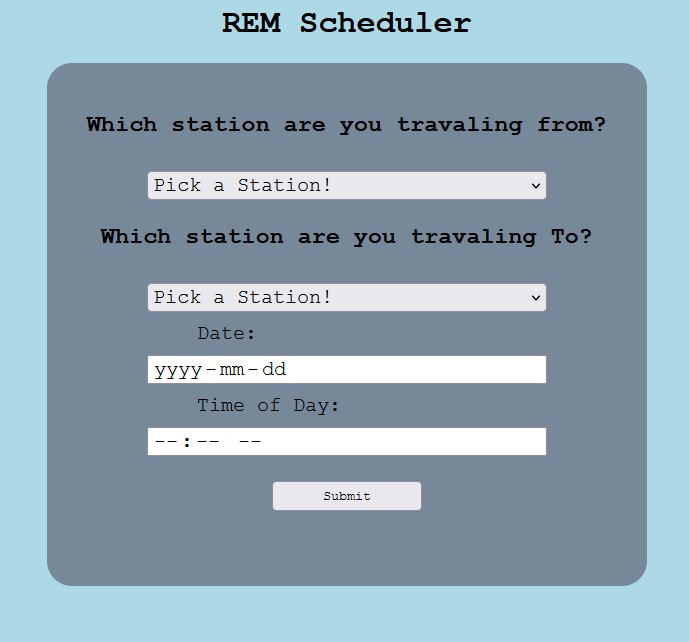 REM Scheduler
Which station are you travaling from?
Pick a Station!
Which station are you travaling To?
Pick a Station!
Date:
yyyy-mm-dd
Time of Day:
--:-- --
Submit